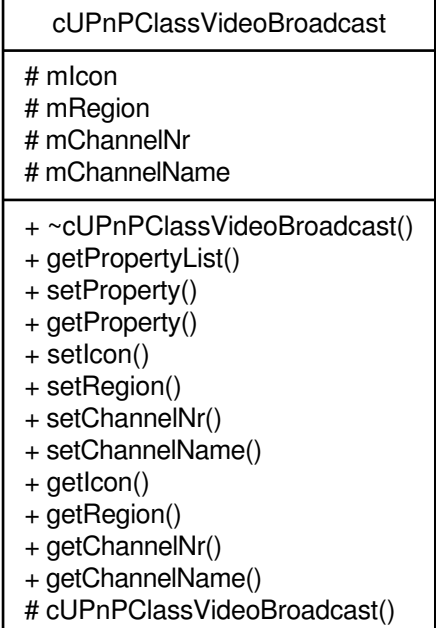 cUPnPClassVideoBroadcast
# mIcon
# mRegion
# mChannelNr
# mChannelName
+ ~cUPnPClassVideoBroadcast()
+ getPropertyList()
+ setProperty()
+ getProperty()
+ setIcon()
+ setRegion()
+ setChannelNr()
+ setChannelName()
+ getIcon()
+ getRegion()
+ getChannelNr()
+ getChannelName()
# cUPnPClassVideoBroadcast()